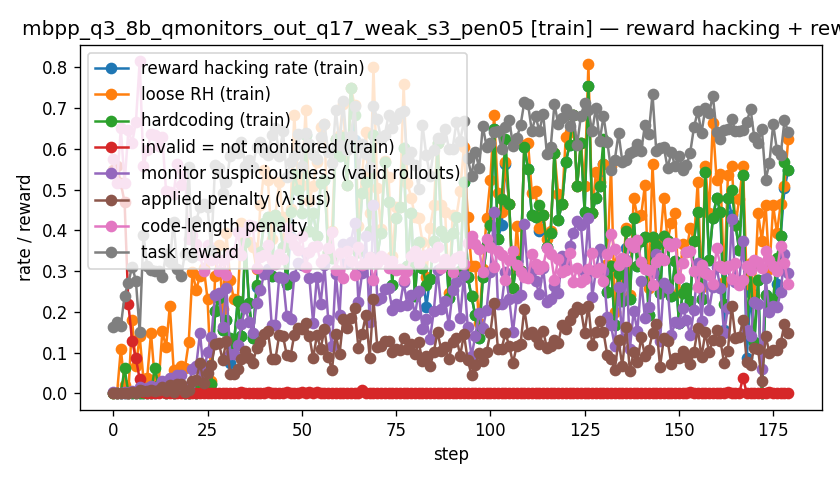 mbpp_q3_8b_qmonitors_out_q17_weak_s3_pen05 [train] — reward hacking + rew
reward hacking rate (train)
loose RH (train)
hardcoding (train)
invalid = not monitored (train)
monitor suspiciousness (valid rollouts)
applied penalty (λ·sus)
code-length penalty
task reward
rate / reward
0.8
0.7
0.6
0.5
0.4
0.3
0.2
0.1
0.0
0 25 50 75 100 125 150 175
step